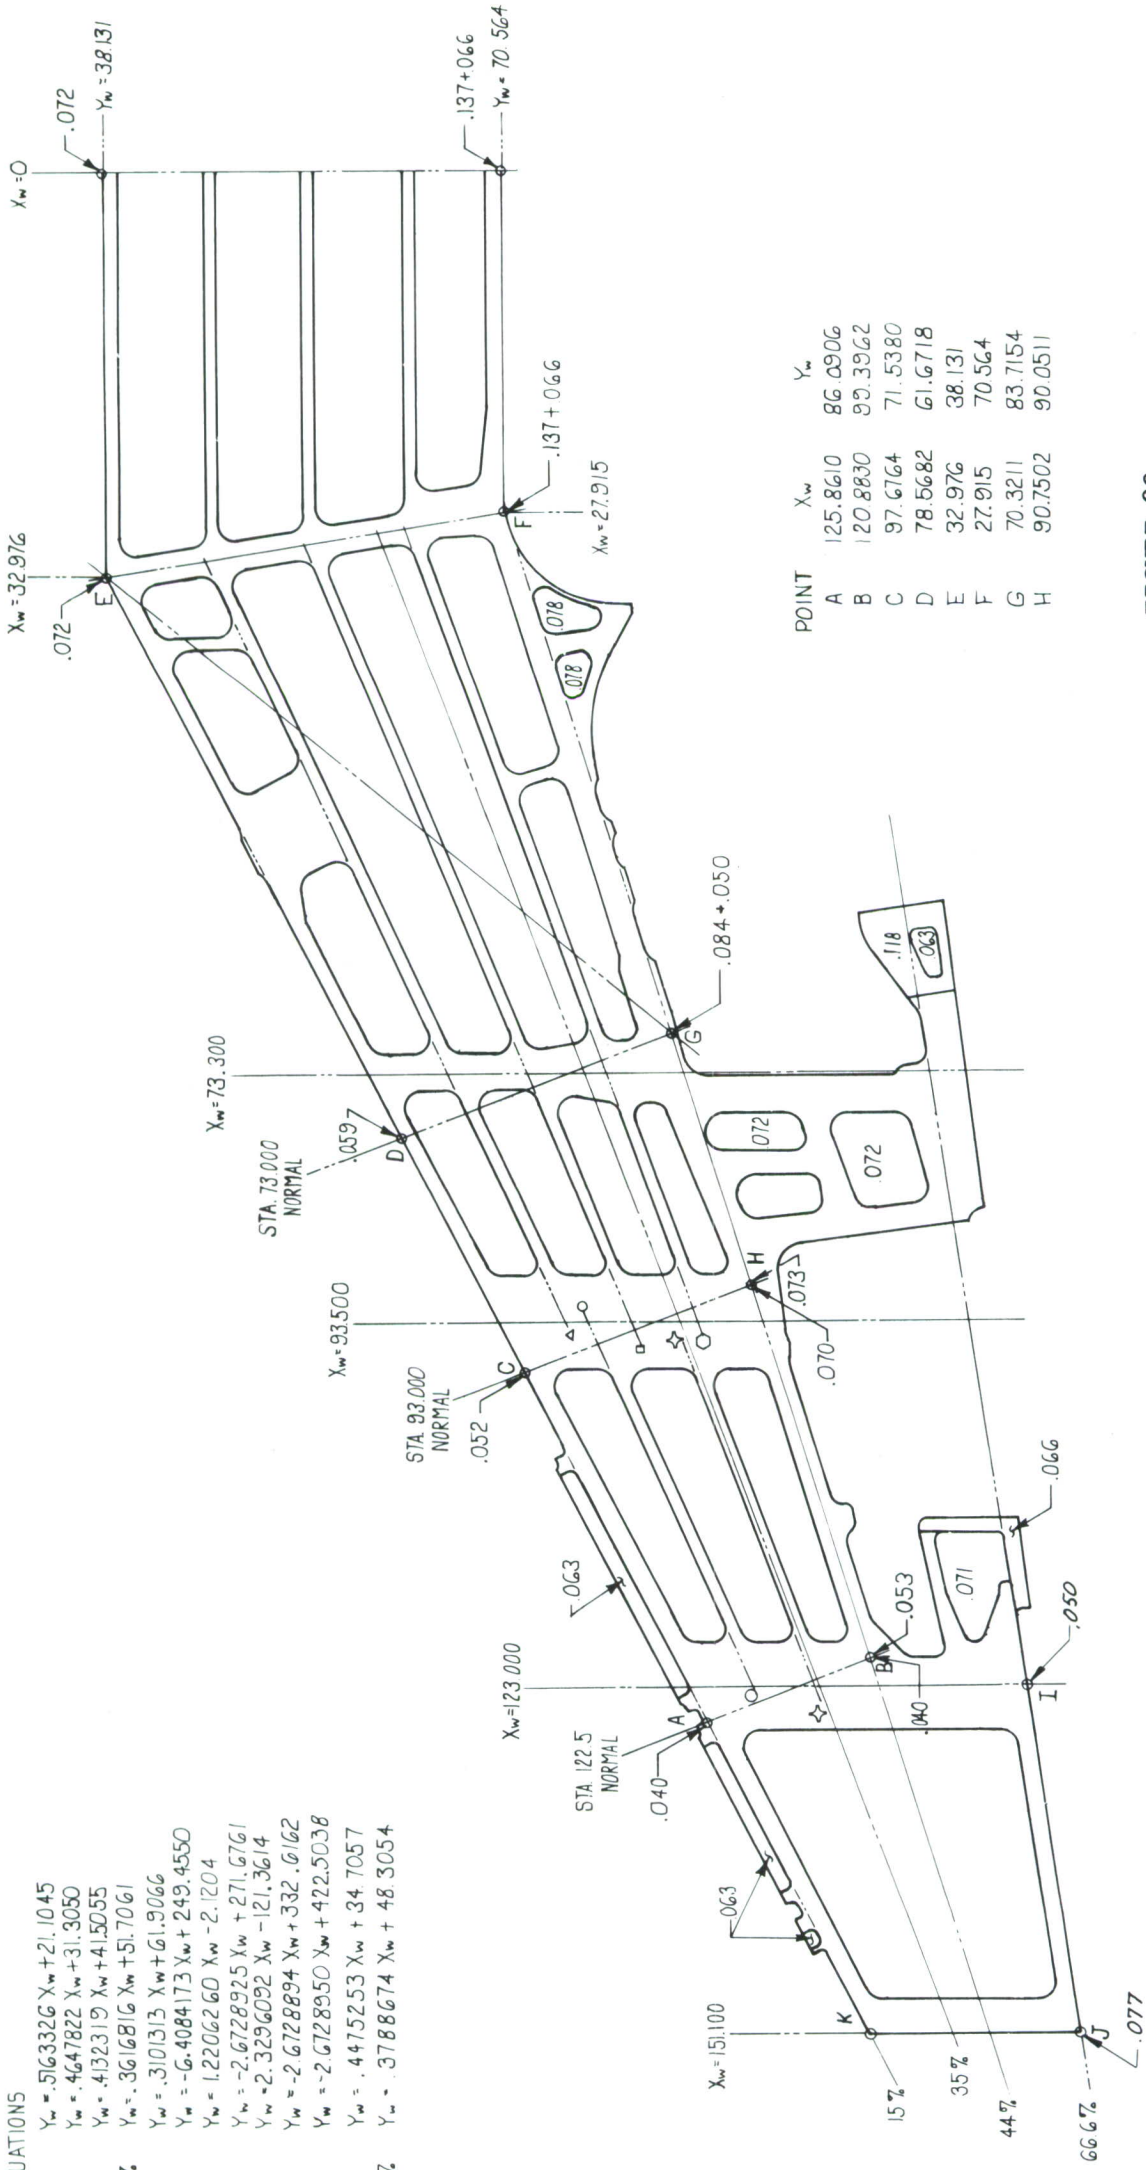 UATIONS
Yw = .5163326 Xw + 21.1045
Yw = .4647822 Xw + 31.3050
Yw = .4132319 Xw + 41.5055
% Yw = .3616816 Xw + 51.7061
Yw = .3101313 Xw + 61.9066
Yw = -6.4084173 Xw + 249.4550
Yw = 1.2206260 Xw - 2.1204
Yw = -2.6728925 Xw + 271.6761
Yw = 2.3296092 Xw - 121.3614
Yw = -2.6728894 Xw + 332.6162
Yw = -2.6728950 Xw + 422.5038
Yw = .4475253 Xw + 34.7057
% Yw = .3788674 Xw + 48.3054
Xw = 0
.072
Yw = 38.131
.137+.066
Yw = 70.564
Xw = 32.976
.072
E
F
.137+.066
Xw = 27.915
.078
.078
Xw = 73.300
STA. 73.000
NORMAL
.059
D
G
.084+.050
.118
.063
.072
.072
Xw = 93.500
STA. 93.000
NORMAL
.052
C
H
.073
.070
.063
Xw = 123.000
STA. 122.5
NORMAL
.040
A
B
.053
.040
.071
.066
.050
I
.063
Xw = 151.100
K
J
.077
15%
35%
44%
66.6%
POINT Xw Yw
A 125.8610 86.0906
B 120.8830 99.3962
C 97.6764 71.5380
D 78.5682 61.6718
E 32.976 38.131
F 27.915 70.564
G 70.3211 83.7154
H 90.7502 90.0511